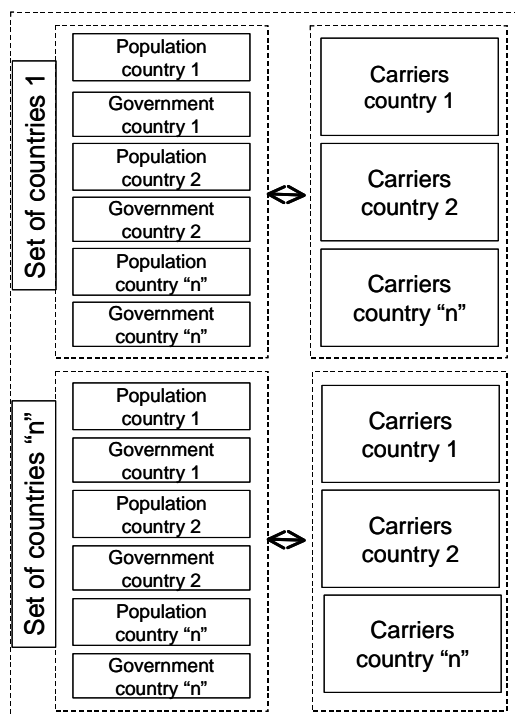 Set of countries 1
Population
country 1
Government
country 1
Population
country 2
Government
country 2
Population
country “n”
Government
country “n”
Carriers
country 1
Carriers
country 2
Carriers
country “n”
Set of countries “n”
Population
country 1
Government
country 1
Population
country 2
Government
country 2
Population
country “n”
Government
country “n”
Carriers
country 1
Carriers
country 2
Carriers
country “n”